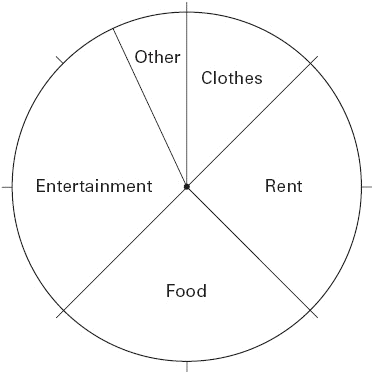 Other
Clothes
Entertainment
Rent
Food